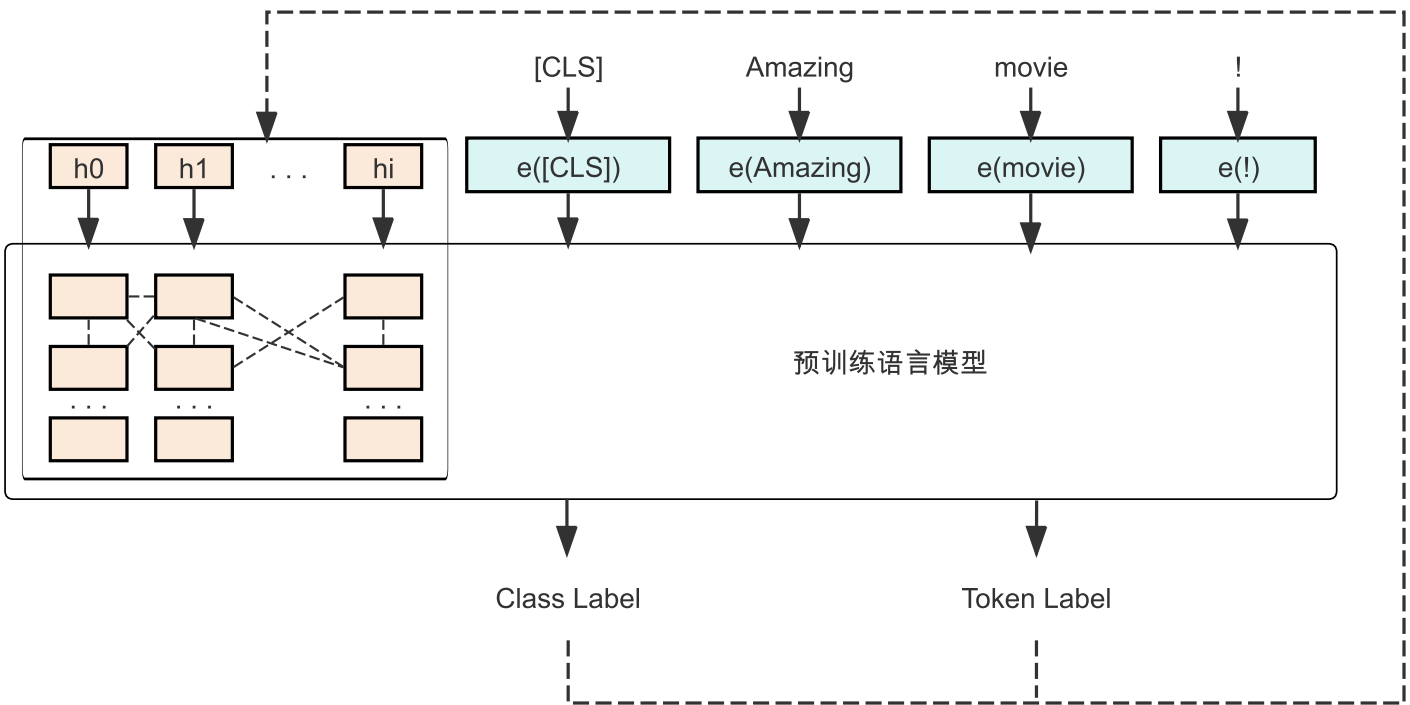 [CLS] Amazing movie !
h0 h1 . . . hi e([CLS]) e(Amazing) e(movie) e(!)
预训练语言模型
. . . . . . . . .
Class Label Token Label